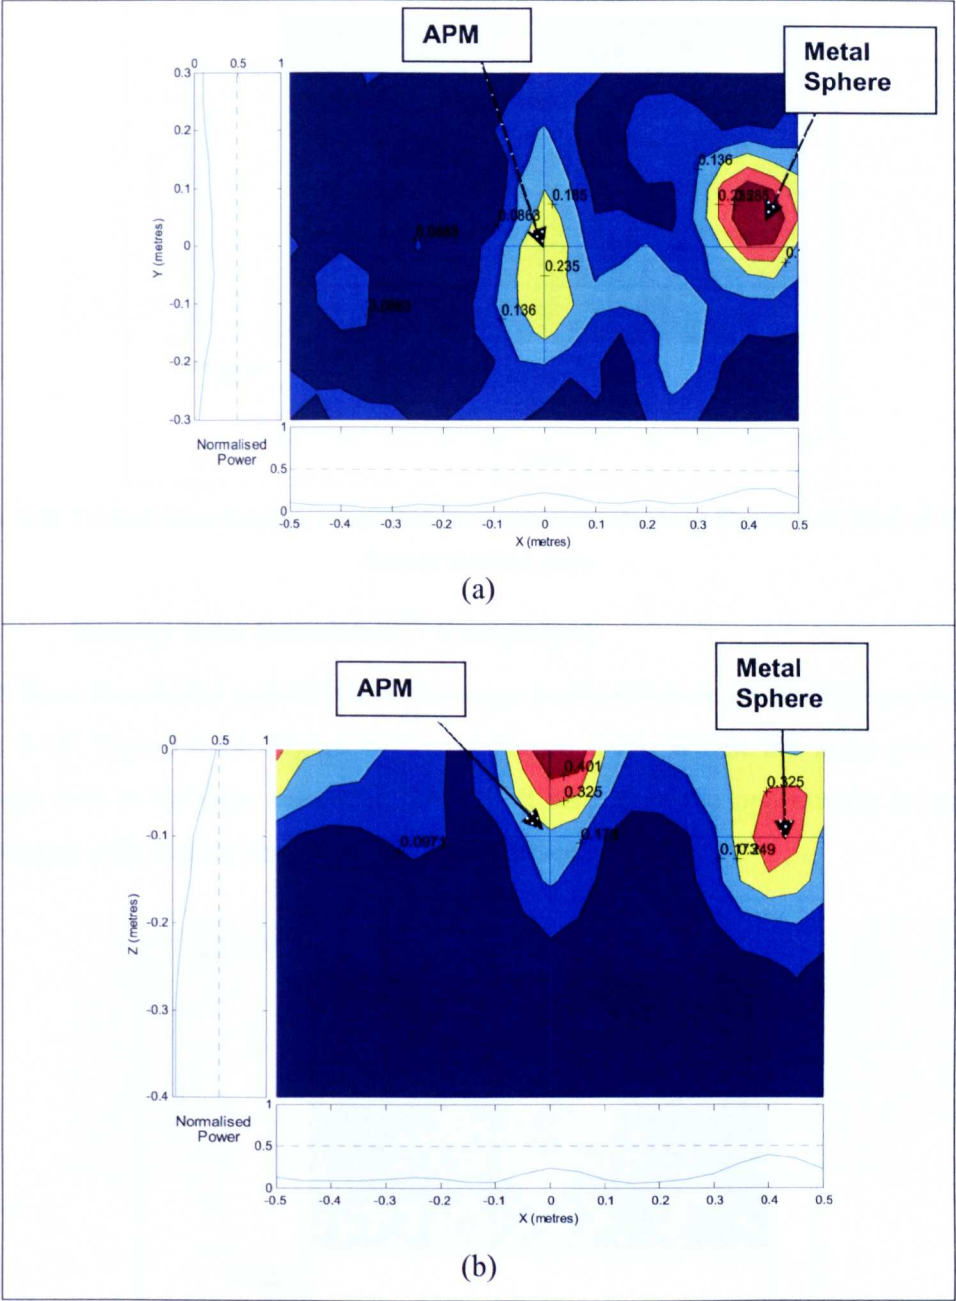 APM
Metal
Sphere
0 0.5 1
0.3
0.2
0.1
0
-0.1
-0.2
-0.3
Y (metres)
0.136
0.185
0.0863
0.235
0.136
Normalised
Power
1
0.5
0
-0.5 -0.4 -0.3 -0.2 -0.1 0 0.1 0.2 0.3 0.4 0.5
X (metres)
(a)
APM
Metal
Sphere
0 0.5 1
0
-0.1
-0.2
-0.3
-0.4
Z (metres)
0.401
0.325
0.325
0.0971
Normalised
Power
1
0.5
0
-0.5 -0.4 -0.3 -0.2 -0.1 0 0.1 0.2 0.3 0.4 0.5
X (metres)
(b)